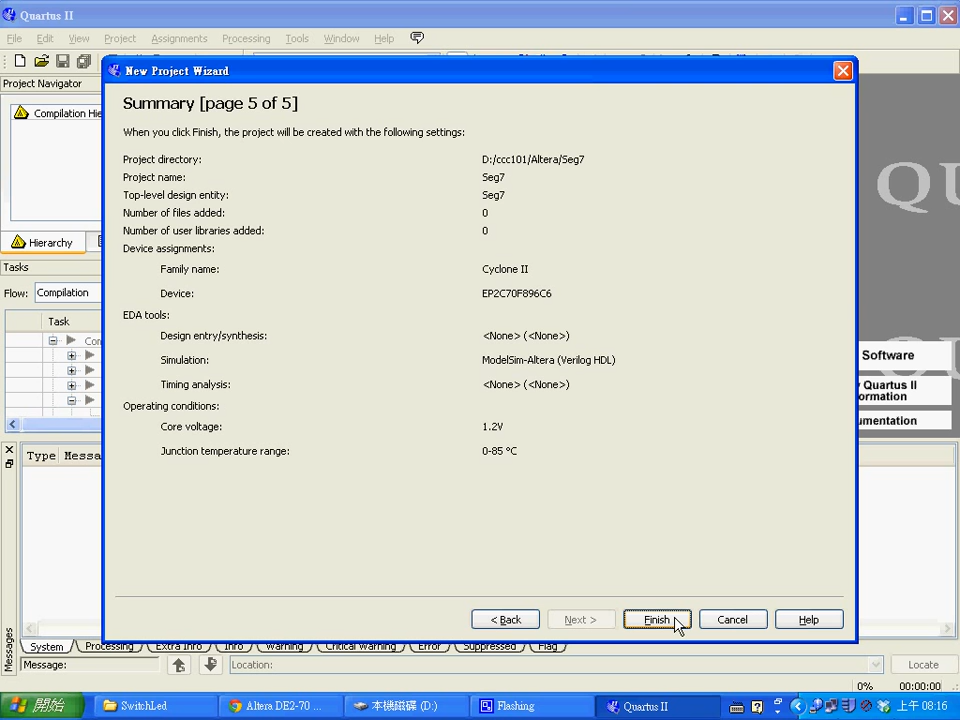 Quartus II
File Edit View Project Assignments Processing Tools Window Help
Project Navigator
Compilation Hie
Hierarchy
Tasks
Flow: Compilation
Task
Co
New Project Wizard
Summary [page 5 of 5]
When you click Finish, the project will be created with the following settings:
Project directory: D:/ccc101/Altera/Seg7
Project name: Seg7
Top-level design entity: Seg7
Number of files added: 0
Number of user libraries added: 0
Device assignments:
Family name: Cyclone II
Device: EP2C70F896C6
EDA tools:
Design entry/synthesis: <None> (<None>)
Simulation: ModelSim-Altera (Verilog HDL)
Timing analysis: <None> (<None>)
Operating conditions:
Core voltage: 1.2V
Junction temperature range: 0-85 °C
< Back Next > Finish Cancel Help
QU
QU
Software
Quartus II
ormation
umentation
Type Messa
Messages
System Processing Extra Info Info Warning Critical Warning Error Suppressed Flag
Message: Location: Locate
0% 00:00:00
開始 SwitchLed Altera DE2-70 ... 本機磁碟 (D:) Flashing Quartus II 上午 08:16